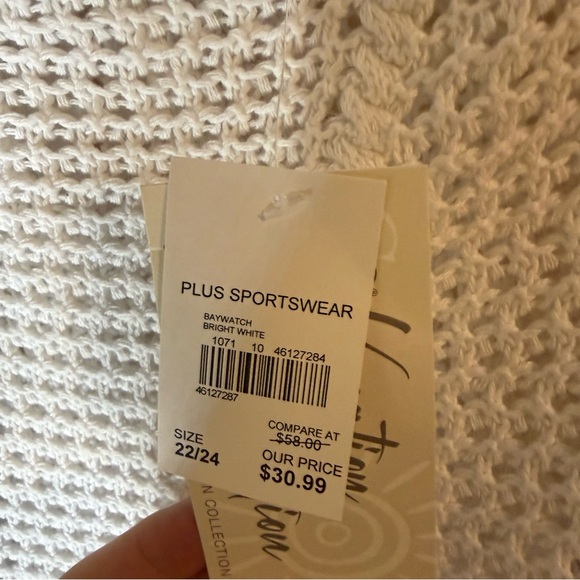 PLUS SPORTSWEAR
BAYWATCH
BRIGHT WHITE
1071 10 46127284
46127287
COMPARE AT
$58.00
SIZE
22/24
OUR PRICE
$30.99
N COLLECTION